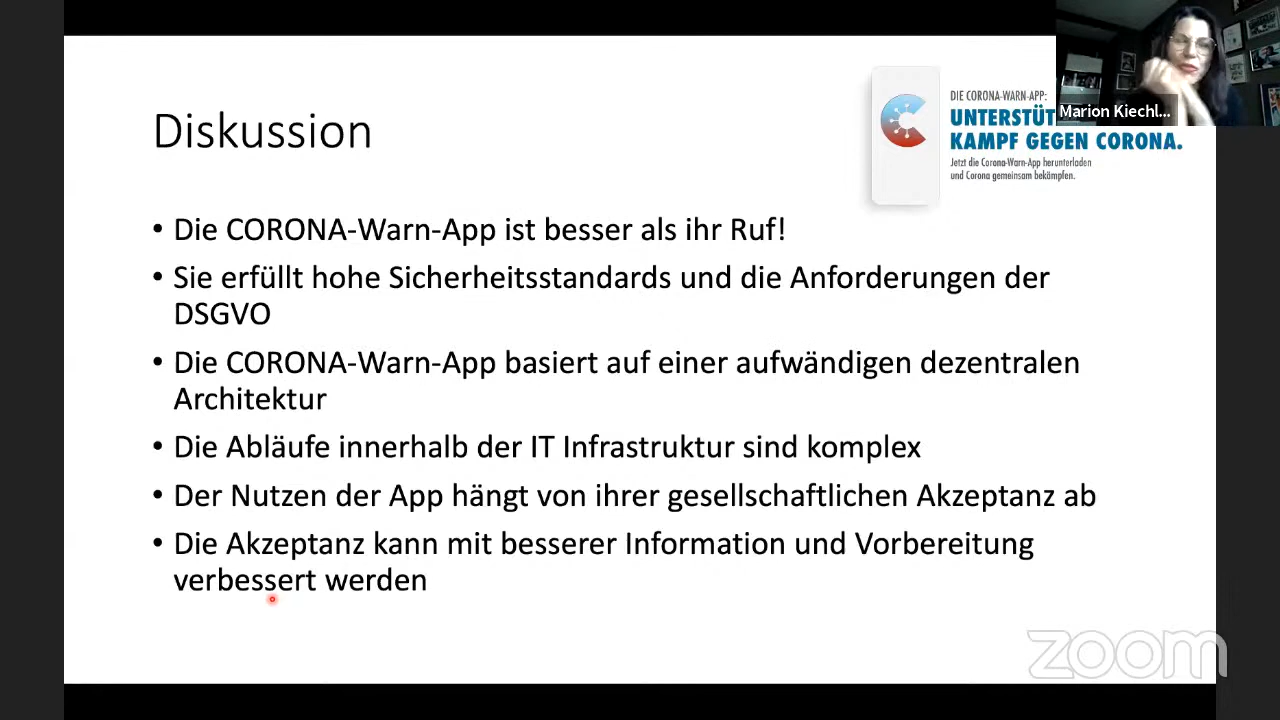 Diskussion
DIE CORONA-WARN-APP:
UNTERSTÜT
KAMPF GEGEN CORONA.
Jetzt die Corona-Warn-App herunterladen
und Corona gemeinsam bekämpfen.
Marion Kiechl...
• Die CORONA-Warn-App ist besser als ihr Ruf!
• Sie erfüllt hohe Sicherheitsstandards und die Anforderungen der
DSGVO
• Die CORONA-Warn-App basiert auf einer aufwändigen dezentralen
Architektur
• Die Abläufe innerhalb der IT Infrastruktur sind komplex
• Der Nutzen der App hängt von ihrer gesellschaftlichen Akzeptanz ab
• Die Akzeptanz kann mit besserer Information und Vorbereitung
verbessert werden
zoom